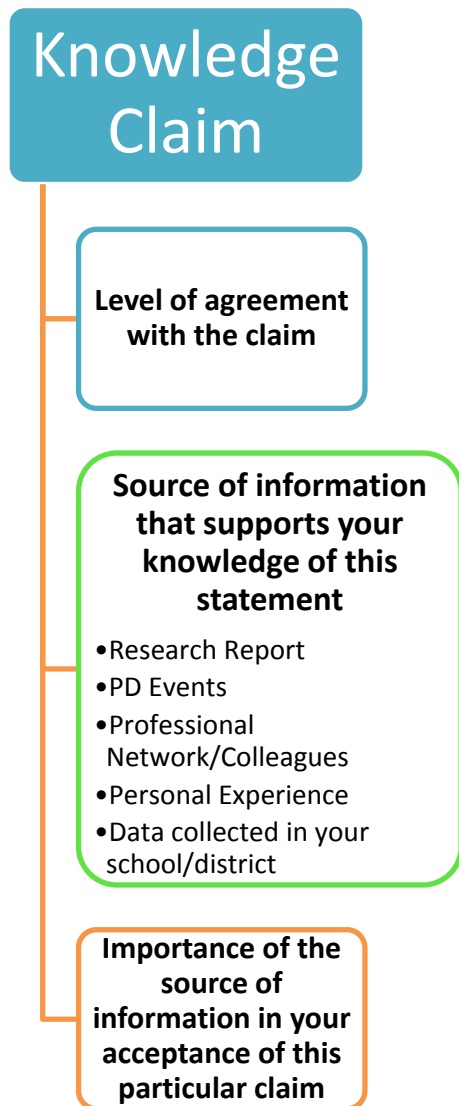 Knowledge
Claim
Level of agreement
with the claim
Source of information
that supports your
knowledge of this
statement
•Research Report
•PD Events
•Professional
Network/Colleagues
•Personal Experience
•Data collected in your
school/district
Importance of the
source of
information in your
acceptance of this
particular claim